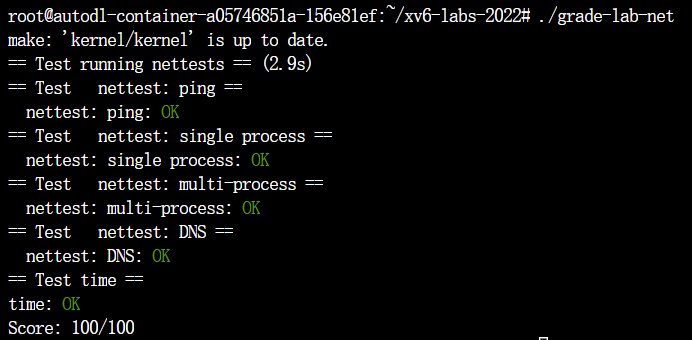 root@autodl-container-a05746851a-156e81ef:~/xv6-labs-2022# ./grade-lab-net
make: 'kernel/kernel' is up to date.
== Test running nettests == (2.9s)
== Test   nettest: ping ==
  nettest: ping: OK
== Test   nettest: single process ==
  nettest: single process: OK
== Test   nettest: multi-process ==
  nettest: multi-process: OK
== Test   nettest: DNS ==
  nettest: DNS: OK
== Test time ==
time: OK
Score: 100/100